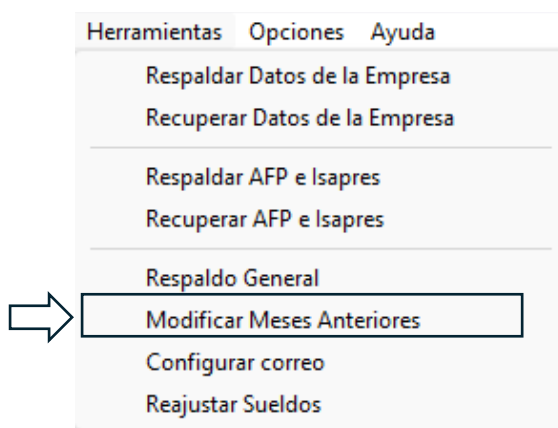 Herramientas Opciones Ayuda
Respaldar Datos de la Empresa
Recuperar Datos de la Empresa
Respaldar AFP e Isapres
Recuperar AFP e Isapres
Respaldo General
Modificar Meses Anteriores
Configurar correo
Reajustar Sueldos